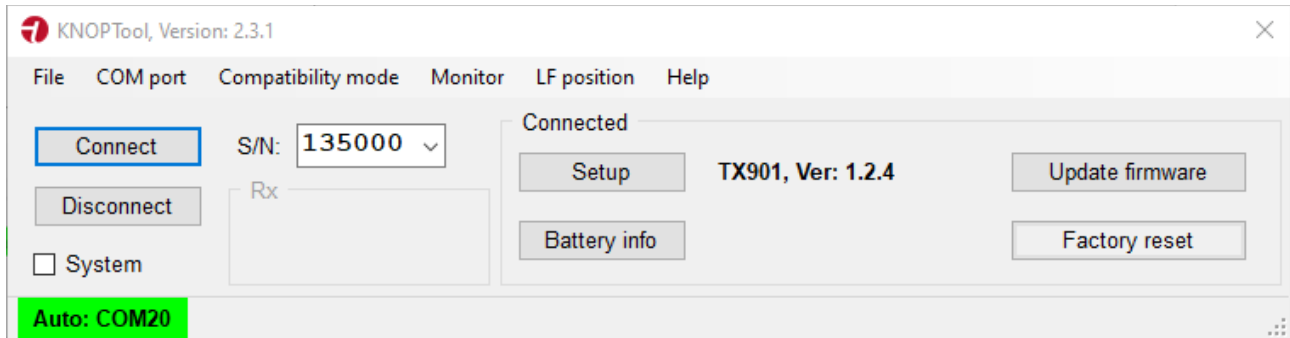 KNOPTool, Version: 2.3.1
File COM port Compatibility mode Monitor LF position Help
Connect
S/N: 135000
Disconnect
Rx
System
Connected
Setup
TX901, Ver: 1.2.4
Update firmware
Battery info
Factory reset
Auto: COM20